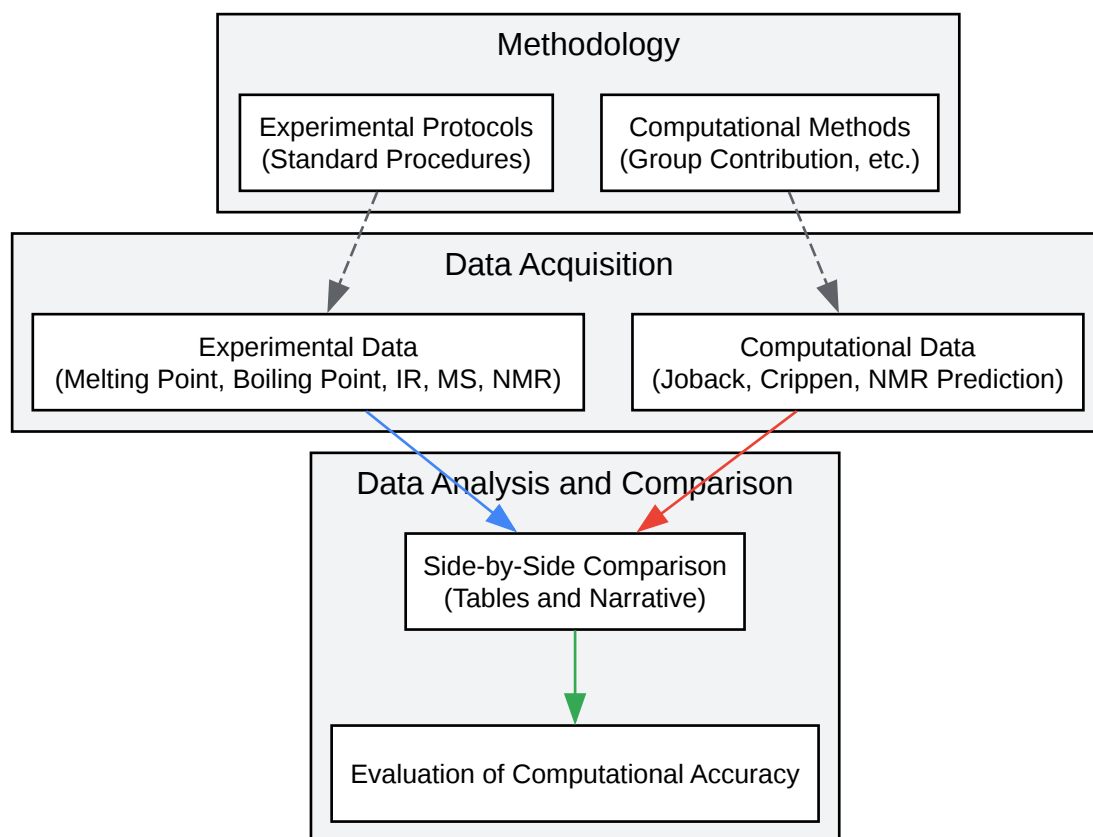 Methodology
Experimental Protocols
(Standard Procedures)
Computational Methods
(Group Contribution, etc.)
Data Acquisition
Experimental Data
(Melting Point, Boiling Point, IR, MS, NMR)
Computational Data
(Joback, Crippen, NMR Prediction)
Data Analysis and Comparison
Side-by-Side Comparison
(Tables and Narrative)
Evaluation of Computational Accuracy